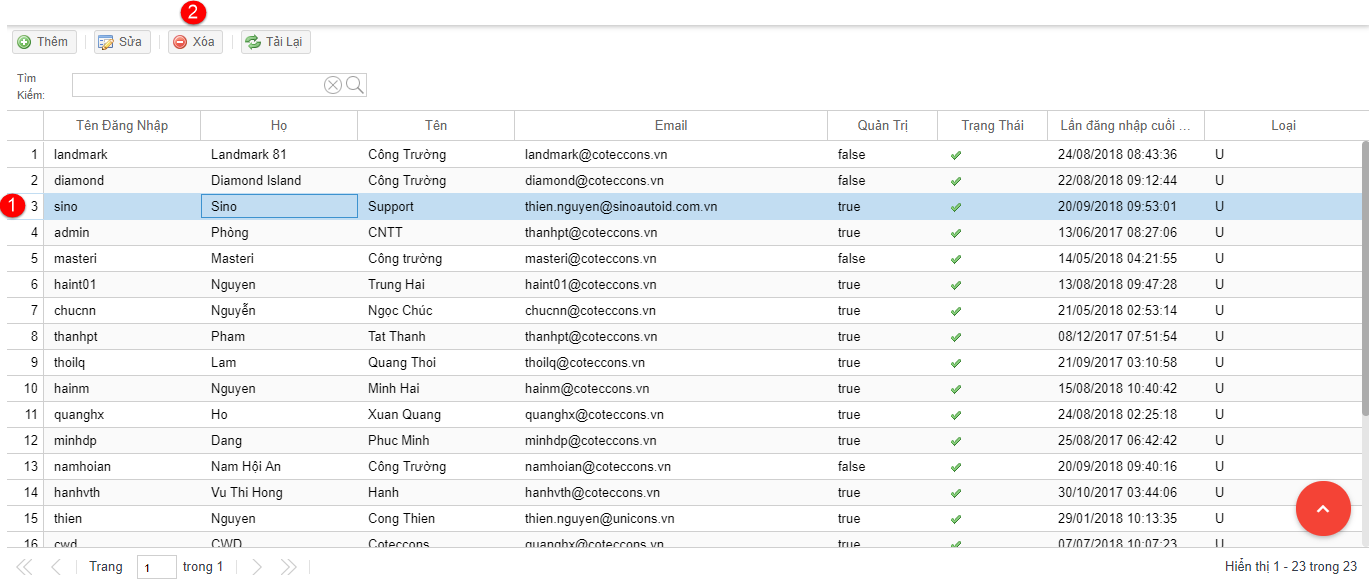 2
Thêm Sửa Xóa Tải Lại
Tìm
Kiếm:
Tên Đăng Nhập Họ Tên Email Quản Trị Trạng Thái Lần đăng nhập cuối ... Loại
1 landmark Landmark 81 Công Trường landmark@coteccons.vn false 24/08/2018 08:43:36 U
2 diamond Diamond Island Công Trường diamond@coteccons.vn false 22/08/2018 09:12:44 U
1 3 sino Sino Support thien.nguyen@sinoautoid.com.vn true 20/09/2018 09:53:01 U
4 admin Phòng CNTT thanhpt@coteccons.vn true 13/06/2017 08:27:06 U
5 masteri Masteri Công trường masteri@coteccons.vn false 14/05/2018 04:21:55 U
6 haint01 Nguyen Trung Hai haint01@coteccons.vn true 13/08/2018 09:47:28 U
7 chucnn Nguyễn Ngọc Chúc chucnn@coteccons.vn true 21/05/2018 02:53:14 U
8 thanhpt Pham Tat Thanh thanhpt@coteccons.vn true 08/12/2017 07:51:54 U
9 thoilq Lam Quang Thoi thoilq@coteccons.vn true 21/09/2017 03:10:58 U
10 hainm Nguyen Minh Hai hainm@coteccons.vn true 15/08/2018 10:40:42 U
11 quanghx Ho Xuan Quang quanghx@coteccons.vn true 24/08/2018 02:25:18 U
12 minhdp Dang Phuc Minh minhdp@coteccons.vn true 25/08/2017 06:42:42 U
13 namhoian Nam Hội An Công Trường namhoian@coteccons.vn false 20/09/2018 09:40:16 U
14 hanhvth Vu Thi Hong Hanh hanhvth@coteccons.vn true 30/10/2017 03:44:06 U
15 thien Nguyen Cong Thien thien.nguyen@unicons.vn true 29/01/2018 10:13:35 U
16 cwd CWD Coteccons quanghx@coteccons.vn true 07/07/2018 10:07:23 U
Trang 1 trong 1 Hiển thị 1 - 23 trong 23